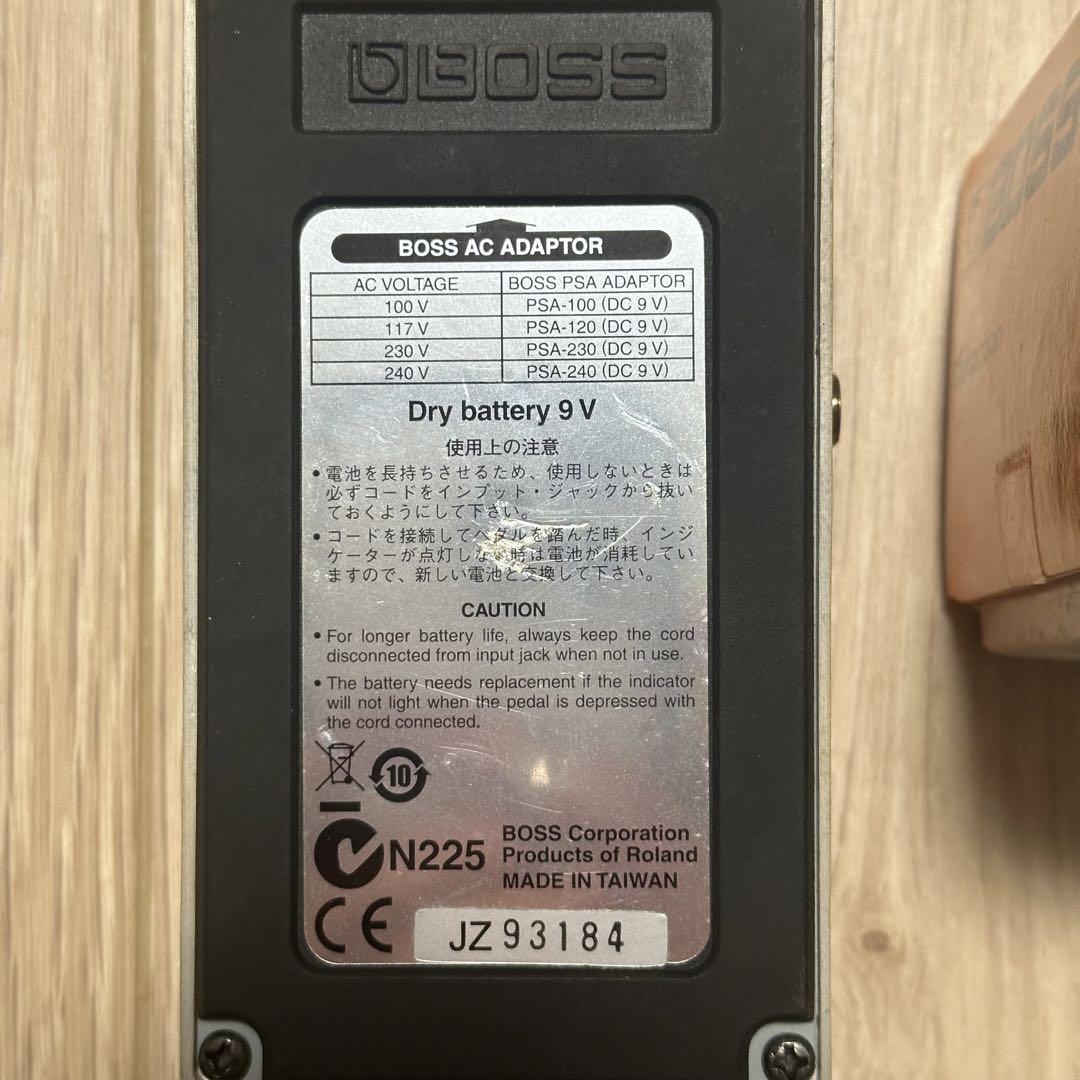 BOSS
BOSS AC ADAPTOR
AC VOLTAGE BOSS PSA ADAPTOR
100 V PSA-100 (DC 9 V)
117 V PSA-120 (DC 9 V)
230 V PSA-230 (DC 9 V)
240 V PSA-240 (DC 9 V)
Dry battery 9 V
使用上の注意
• 電池を長持ちさせるため、使用しないときは
必ずコードをインプット・ジャックから抜い
ておくようにして下さい。
• コードを接続してペダルを踏んだ時、インジ
ケーターが点灯しない時は電池が消耗してい
ますので、新しい電池と交換して下さい。
CAUTION
• For longer battery life, always keep the cord
disconnected from input jack when not in use.
• The battery needs replacement if the indicator
will not light when the pedal is depressed with
the cord connected.
10
N225
BOSS Corporation
Products of Roland
MADE IN TAIWAN
CE
JZ93184
BOSS